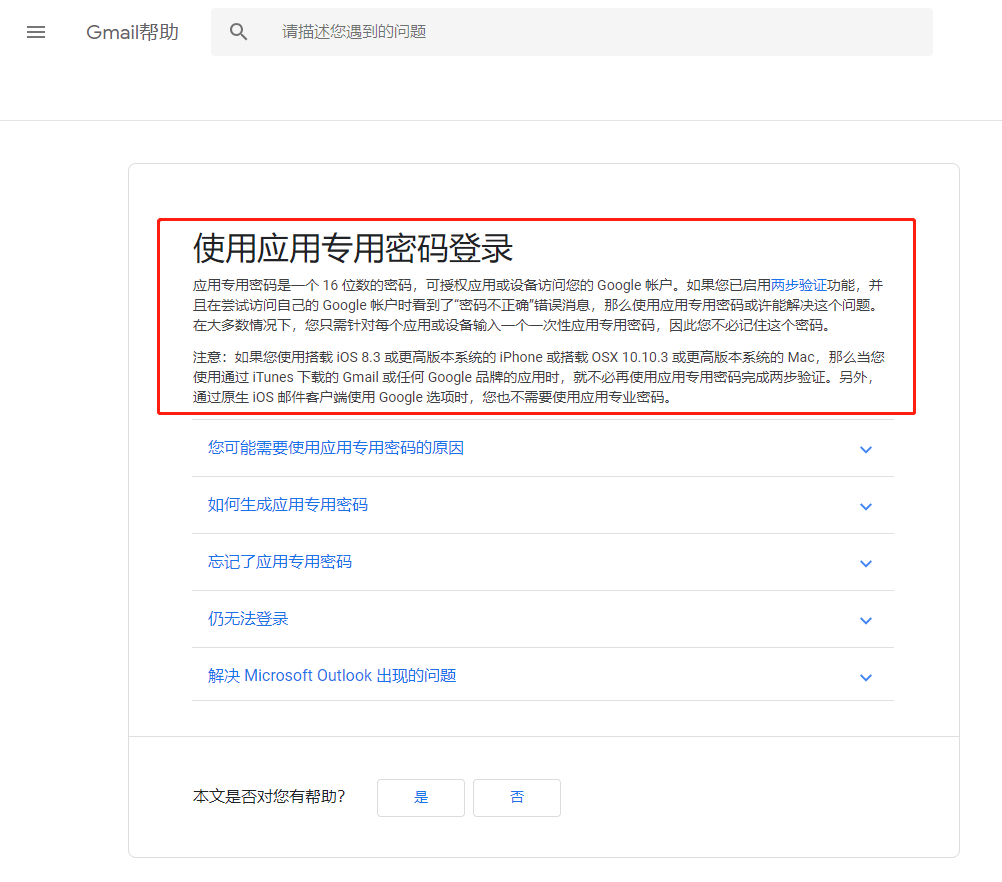 Gmail帮助
请描述您遇到的问题
使用应用专用密码登录
应用专用密码是一个 16 位数的密码，可授权应用或设备访问您的 Google 帐户。如果您已启用两步验证功能，并
且在尝试访问自己的 Google 帐户时看到了“密码不正确”错误消息，那么使用应用专用密码或许能解决这个问题。
在大多数情况下，您只需针对每个应用或设备输入一个一次性应用专用密码，因此您不必记住这个密码。
注意：如果您使用搭载 iOS 8.3 或更高版本系统的 iPhone 或搭载 OSX 10.10.3 或更高版本系统的 Mac，那么当您
使用通过 iTunes 下载的 Gmail 或任何 Google 品牌的应用时，就不必再使用应用专用密码完成两步验证。另外，
通过原生 iOS 邮件客户端使用 Google 选项时，您也不需要使用应用专业密码。
您可能需要使用应用专用密码的原因
如何生成应用专用密码
忘记了应用专用密码
仍无法登录
解决 Microsoft Outlook 出现的问题
本文是否对您有帮助？ 是 否